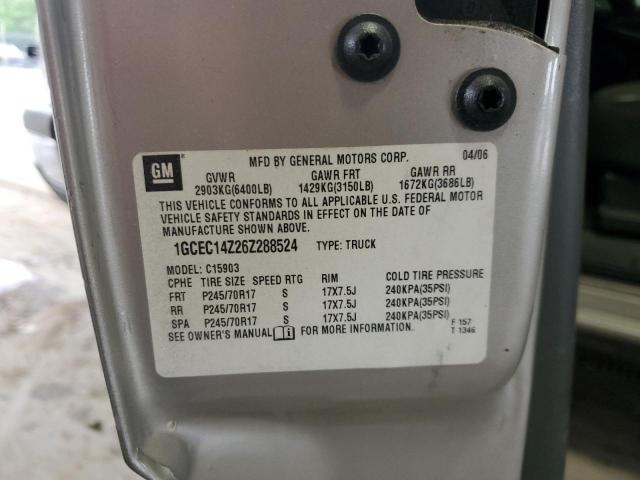 GM
MFD BY GENERAL MOTORS CORP. 04/06
GVWR GAWR FRT GAWR RR
2903KG(6400LB) 1429KG(3150LB) 1672KG(3686LB)
THIS VEHICLE CONFORMS TO ALL APPLICABLE U.S. FEDERAL MOTOR
VEHICLE SAFETY STANDARDS IN EFFECT ON THE DATE OF
MANUFACTURE SHOWN ABOVE.
1GCEC14Z26Z288524 TYPE: TRUCK
MODEL: C15903
CPHE TIRE SIZE SPEED RTG RIM COLD TIRE PRESSURE
FRT P245/70R17 S 17X7.5J 240KPA(35PSI)
RR P245/70R17 S 17X7.5J 240KPA(35PSI)
SPA P245/70R17 S 17X7.5J 240KPA(35PSI)
SEE OWNER'S MANUAL FOR MORE INFORMATION.
F 157
T 1346